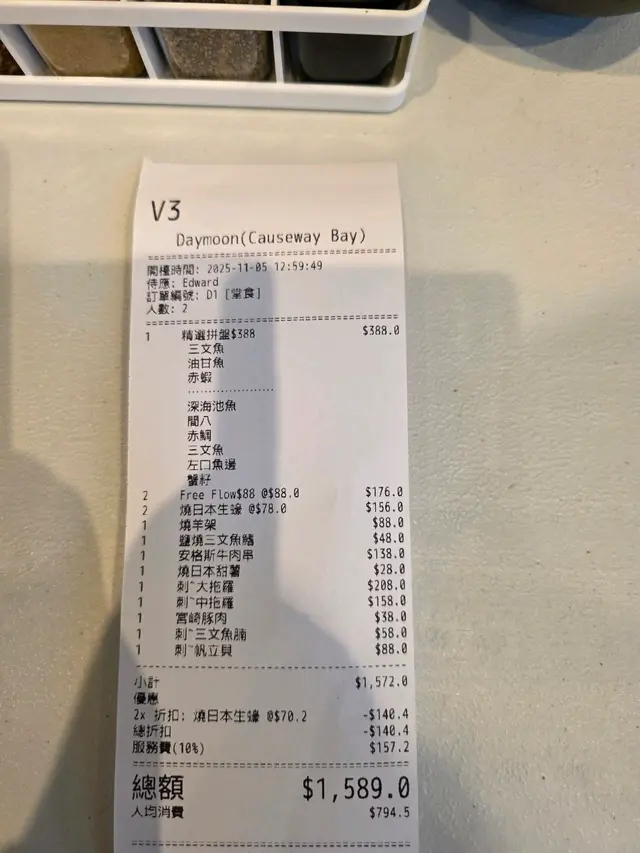 V3
Daymoon(Causeway Bay)
開檯時間: 2025-11-05 12:59:49
侍應: Edward
訂單編號: D1 [堂食]
人數: 2
1 精選拼盤$388 $388.0
三文魚
油甘魚
赤蝦
......................
深海池魚
間八
赤鯛
三文魚
左口魚邊
蟹籽
2 Free Flow$88 @$88.0 $176.0
2 燒日本生蠔 @$78.0 $156.0
1 燒羊架 $88.0
1 鹽燒三文魚鰭 $48.0
1 安格斯牛肉串 $138.0
1 燒日本甜薯 $28.0
1 刺~大拖羅 $208.0
1 刺~中拖羅 $158.0
1 宮崎豚肉 $38.0
1 刺~三文魚腩 $58.0
1 刺~帆立貝 $88.0
小計 $1,572.0
優惠
2x 折扣: 燒日本生蠔 @$70.2 -$140.4
總折扣 -$140.4
服務費(10%) $157.2
總額 $1,589.0
人均消費 $794.5